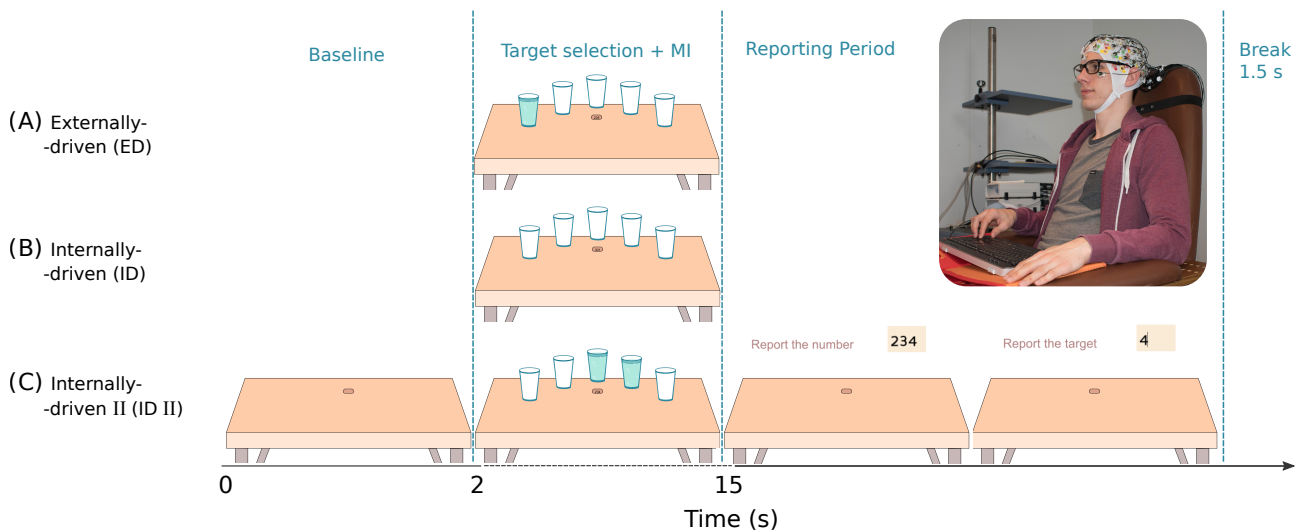 Baseline
Target selection + MI
Reporting Period
Break
1.5 s
(A) Externally-
-driven (ED)
(B) Internally-
-driven (ID)
Report the number
234
Report the target
4
(C) Internally-
-driven II (ID II)
0
2
15
Time (s)